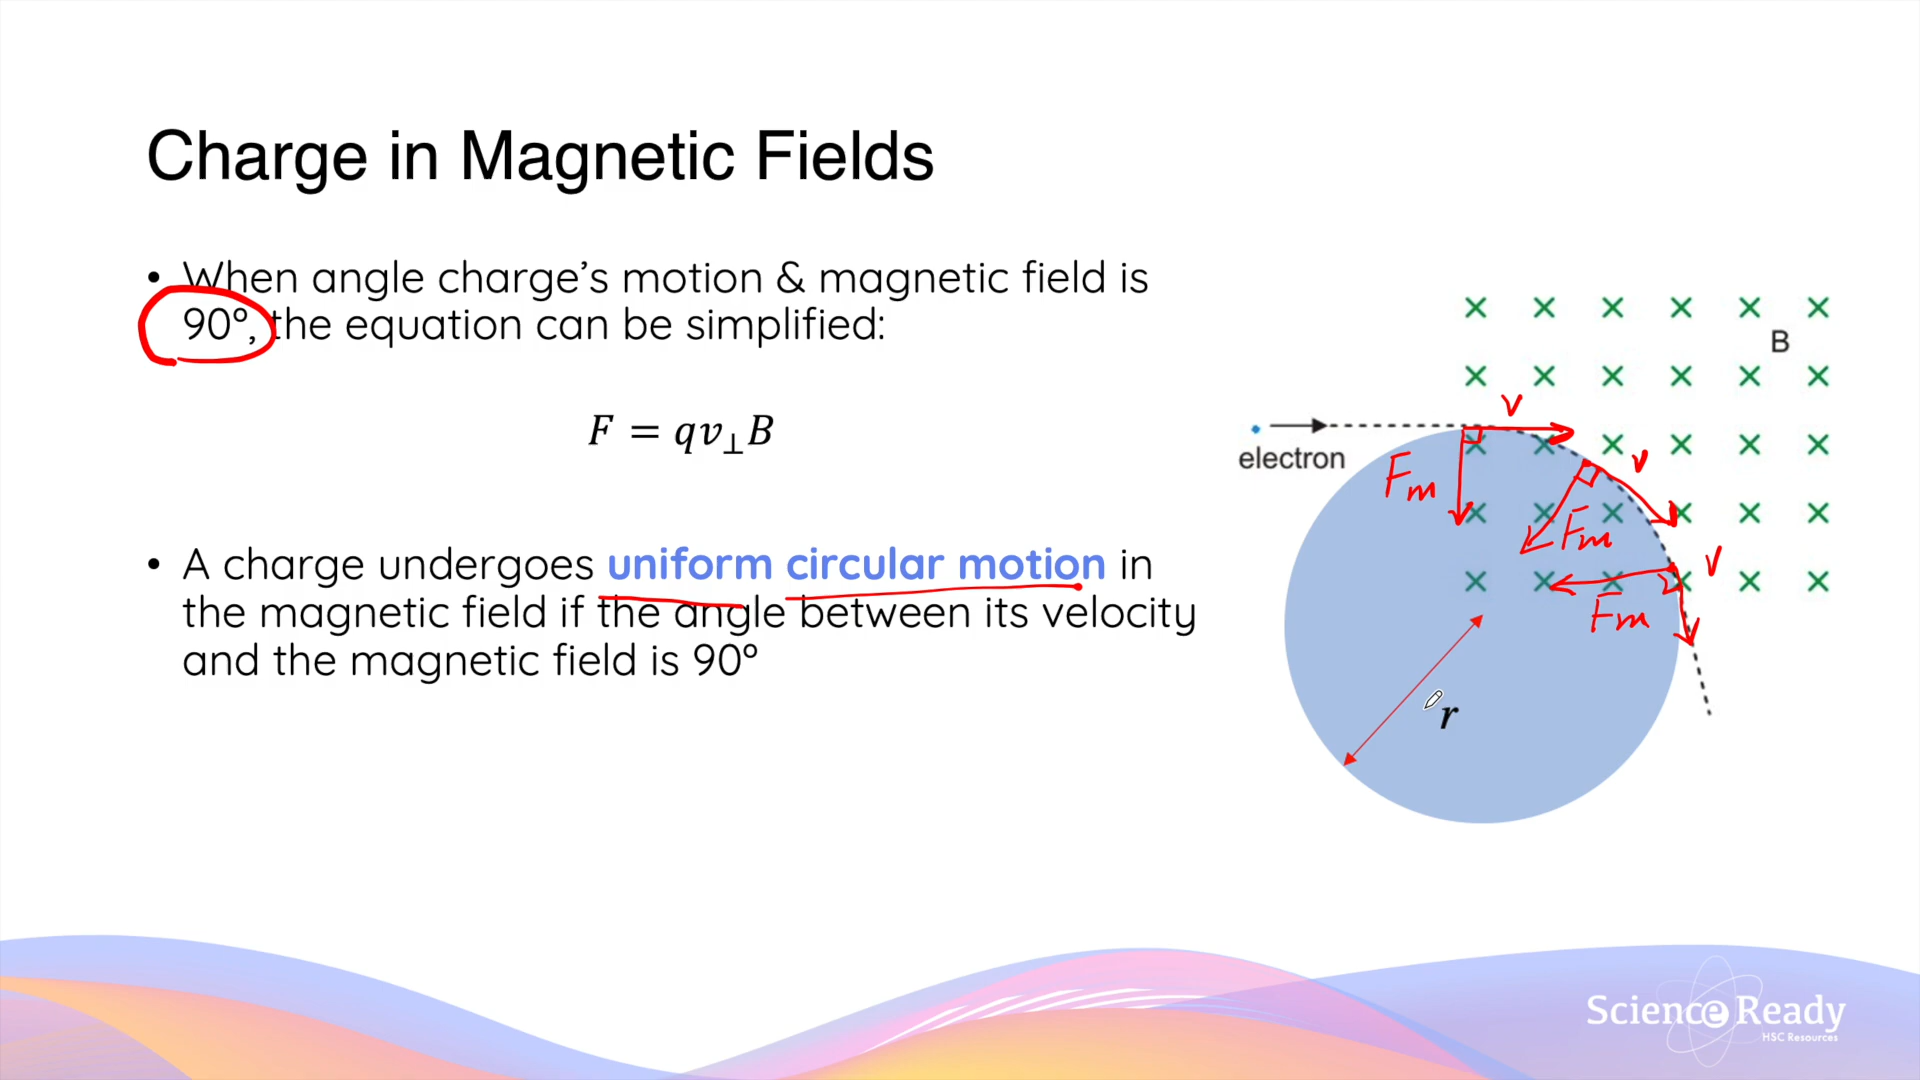 Charge in Magnetic Fields
• When angle charge's motion & magnetic field is
90°, the equation can be simplified:
F = qv⊥B
• A charge undergoes uniform circular motion in
the magnetic field if the angle between its velocity
and the magnetic field is 90°
B
v
electron
Fm
v
Fm
v
Fm
r
Science Ready
HSC Resources